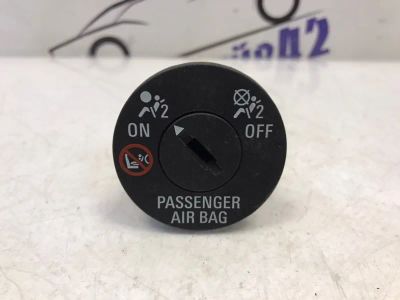 2 2
ON OFF
PASSENGER
AIR BAG